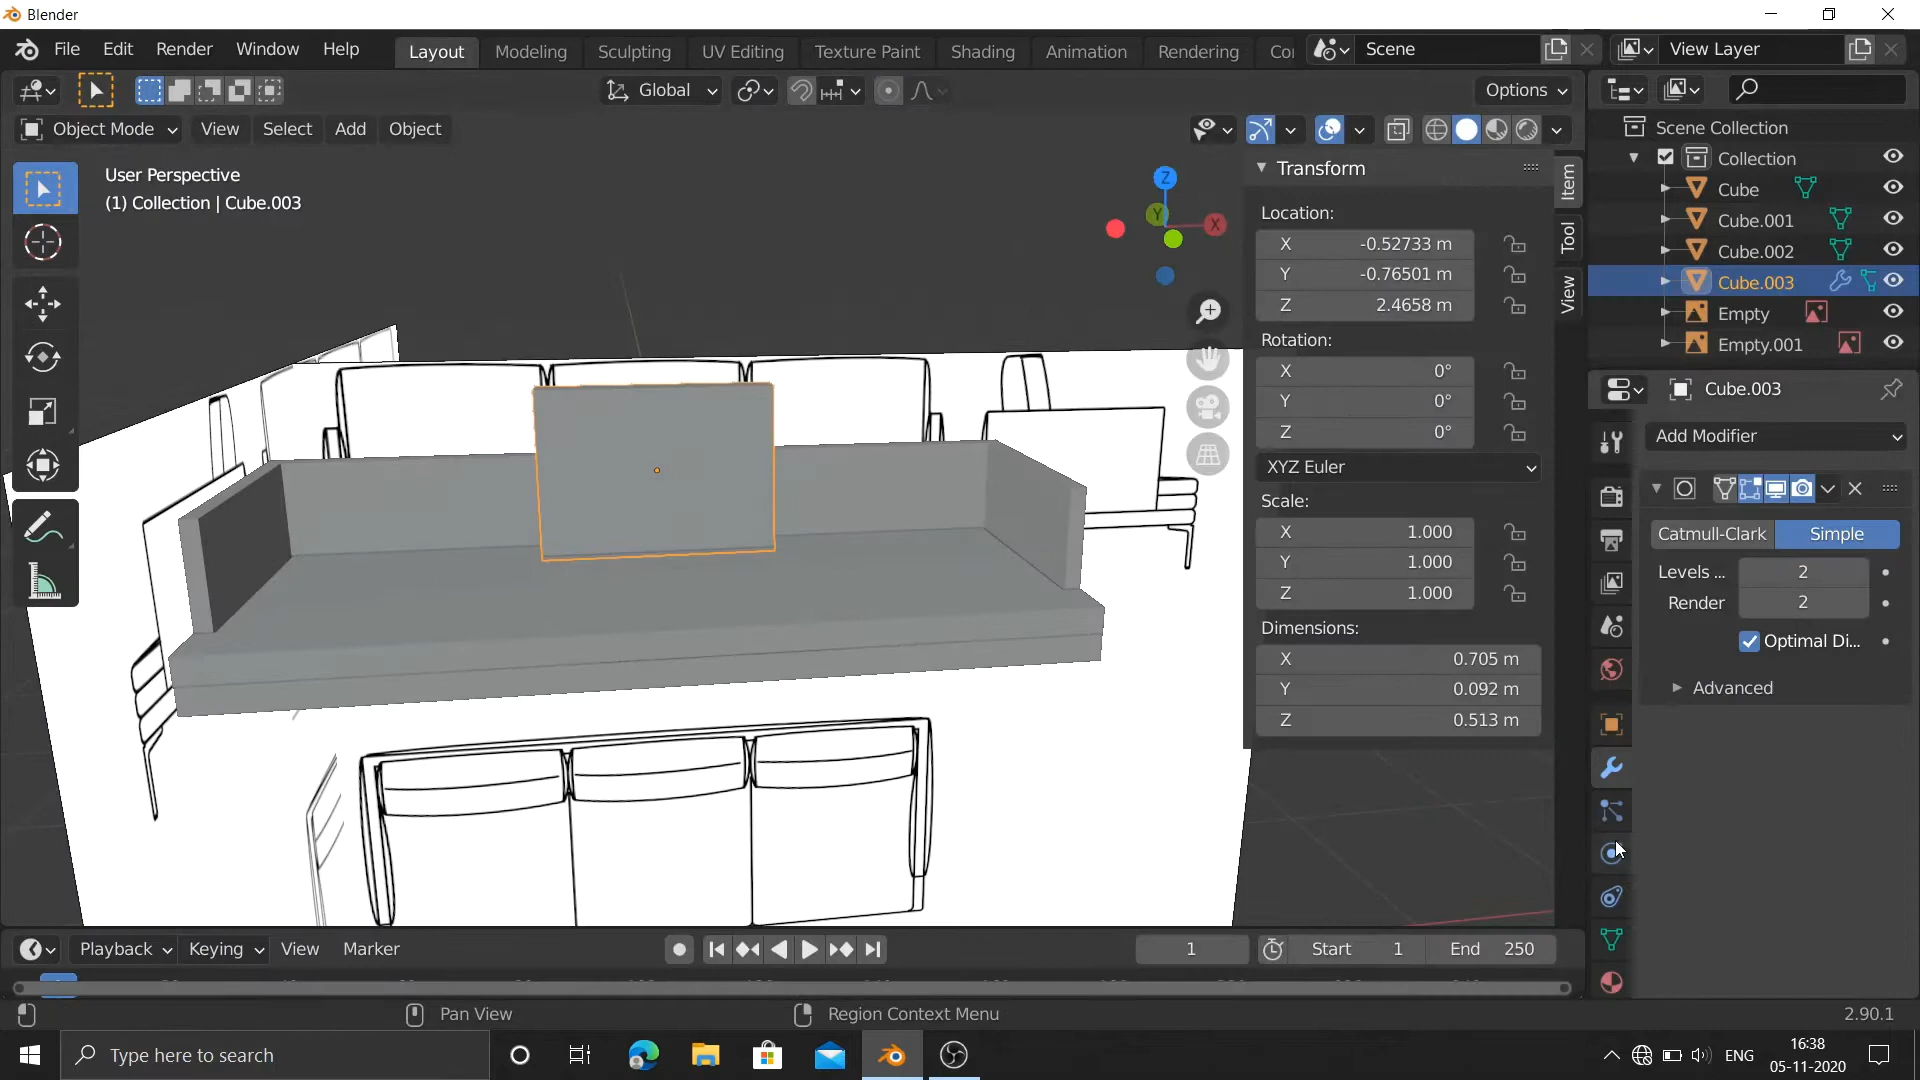 Blender
File Edit Render Window Help
Layout Modeling Sculpting UV Editing Texture Paint Shading Animation Rendering Co
Scene
View Layer
Global
Options
Object Mode View Select Add Object
User Perspective
(1) Collection | Cube.003
Z
Y
X
Transform
Location:
X -0.52733 m
Y -0.76501 m
Z 2.4658 m
Rotation:
X 0°
Y 0°
Z 0°
XYZ Euler
Scale:
X 1.000
Y 1.000
Z 1.000
Dimensions:
X 0.705 m
Y 0.092 m
Z 0.513 m
Item
Tool
View
Scene Collection
Collection
Cube
Cube.001
Cube.002
Cube.003
Empty
Empty.001
Cube.003
Add Modifier
Catmull-Clark Simple
Levels ... 2
Render 2
Optimal Di...
Advanced
Playback Keying View Marker
1
Start 1 End 250
Pan View
Region Context Menu
2.90.1
Type here to search
ENG
16:38
05-11-2020